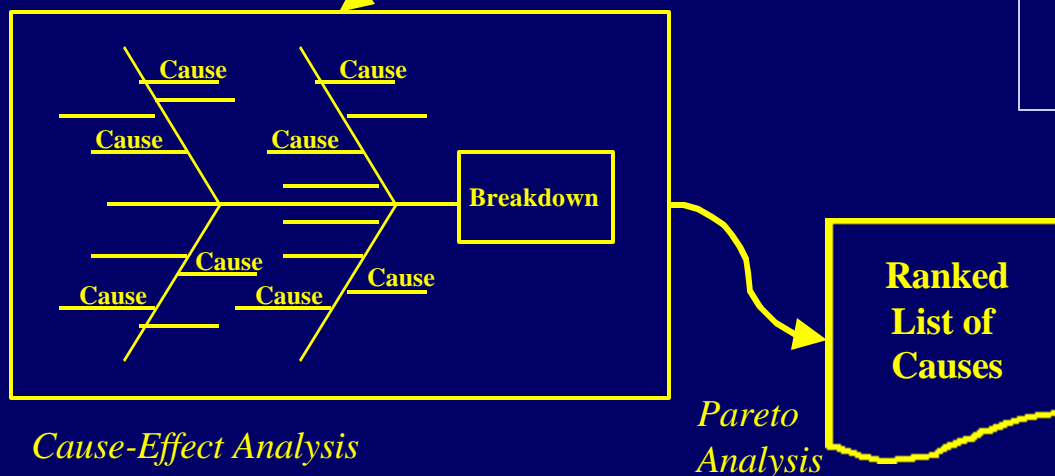 Cause
Cause
Cause
Cause
Breakdown
Cause
Cause
Cause
Cause
Ranked
List of
Causes
Cause-Effect Analysis
Pareto
Analysis